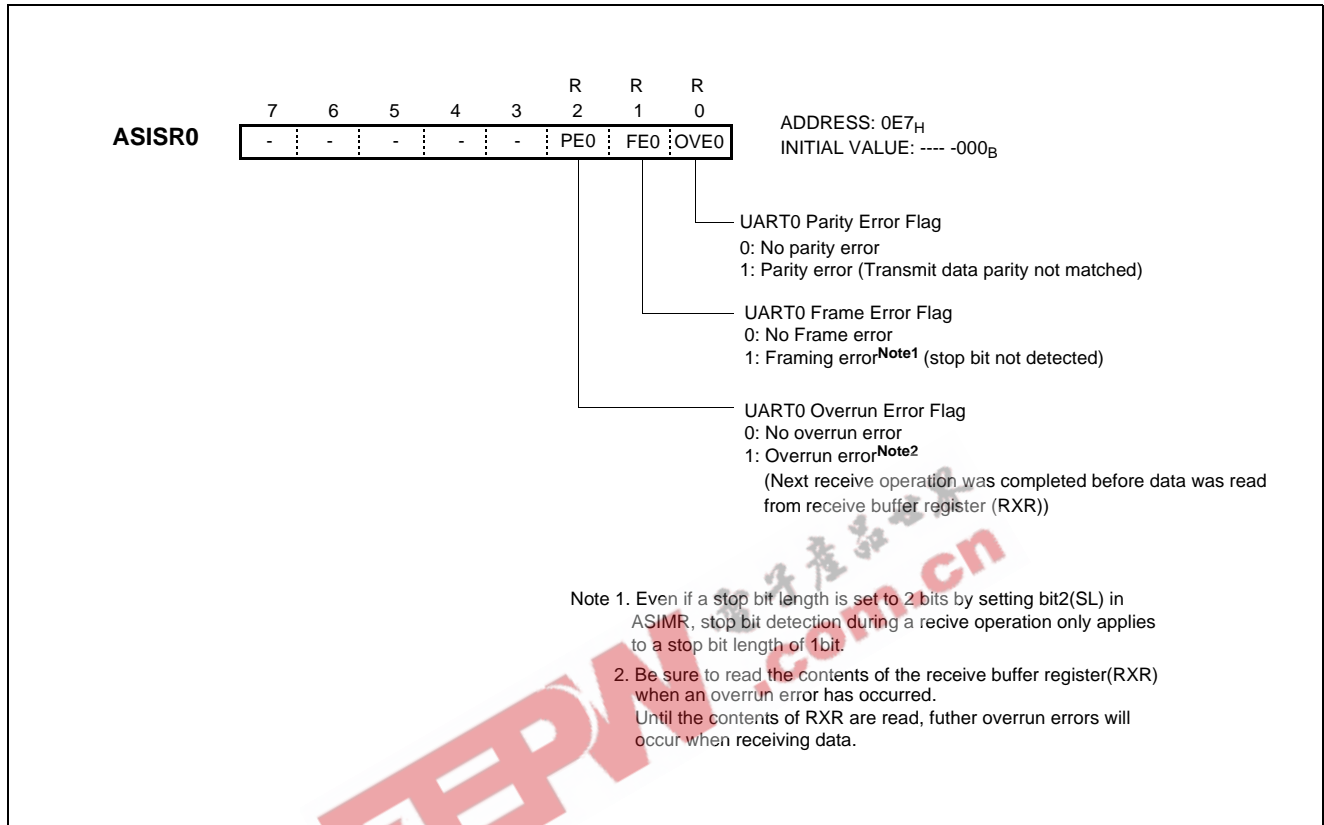 R R R
7 6 5 4 3 2 1 0
ASISR0 - - - - - PE0 FE0 OVE0
ADDRESS: 0E7H
INITIAL VALUE: ---- -000B
UART0 Parity Error Flag
0: No parity error
1: Parity error (Transmit data parity not matched)
UART0 Frame Error Flag
0: No Frame error
1: Framing errorNote1 (stop bit not detected)
UART0 Overrun Error Flag
0: No overrun error
1: Overrun errorNote2
(Next receive operation was completed before data was read
from receive buffer register (RXR))
Note 1. Even if a stop bit length is set to 2 bits by setting bit2(SL) in
ASIMR, stop bit detection during a recive operation only applies
to a stop bit length of 1bit.
2. Be sure to read the contents of the receive buffer register(RXR)
when an overrun error has occurred.
Until the contents of RXR are read, futher overrun errors will
occur when receiving data.
電子產品世界
.com.cn